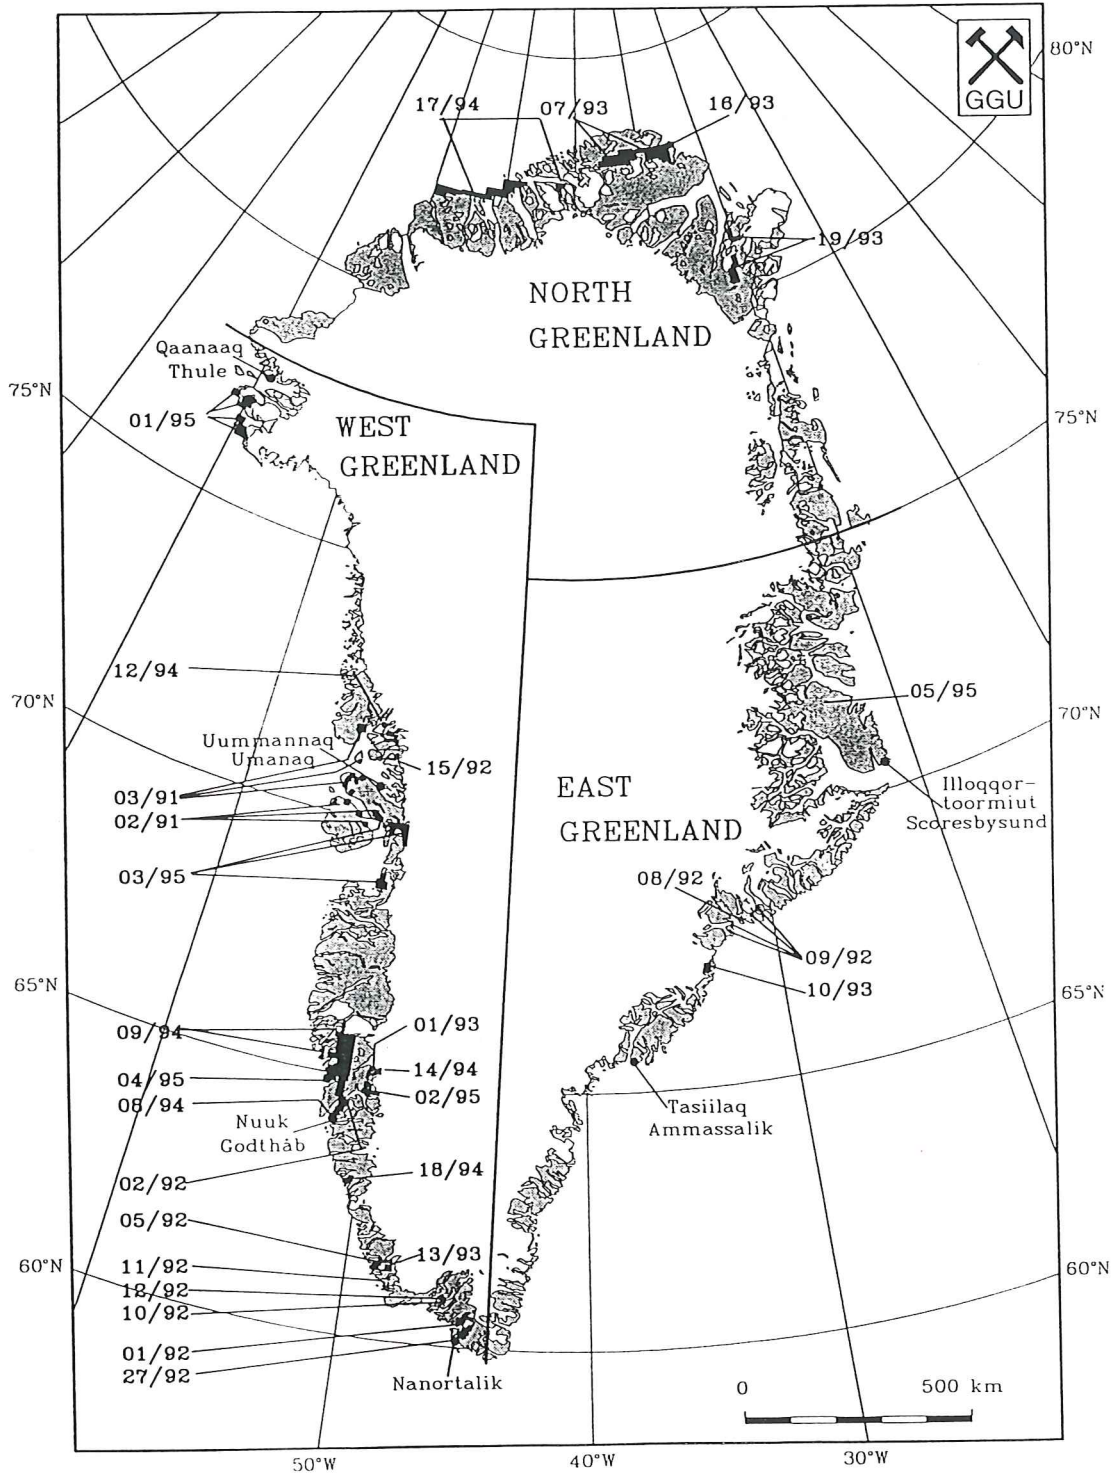 80°N
GGU
17/94
07/93
16/93
19/93
NORTH
GREENLAND
Qaanaaq
Thule
75°N
01/95
WEST
GREENLAND
75°N
12/94
05/95
70°N
70°N
Uummannaq
Umanaq
15/92
03/91
02/91
EAST
GREENLAND
Illoqqor-
toormiut
Scoresbysund
03/95
08/92
09/92
10/93
65°N
65°N
09/94
01/93
04/95
14/94
08/94
02/95
Nuuk
Godthåb
Tasiilaq
Ammassalik
02/92
18/94
05/92
13/93
60°N
60°N
11/92
12/92
10/92
01/92
27/92
Nanortalik
0 500 km
50°W
40°W
30°W